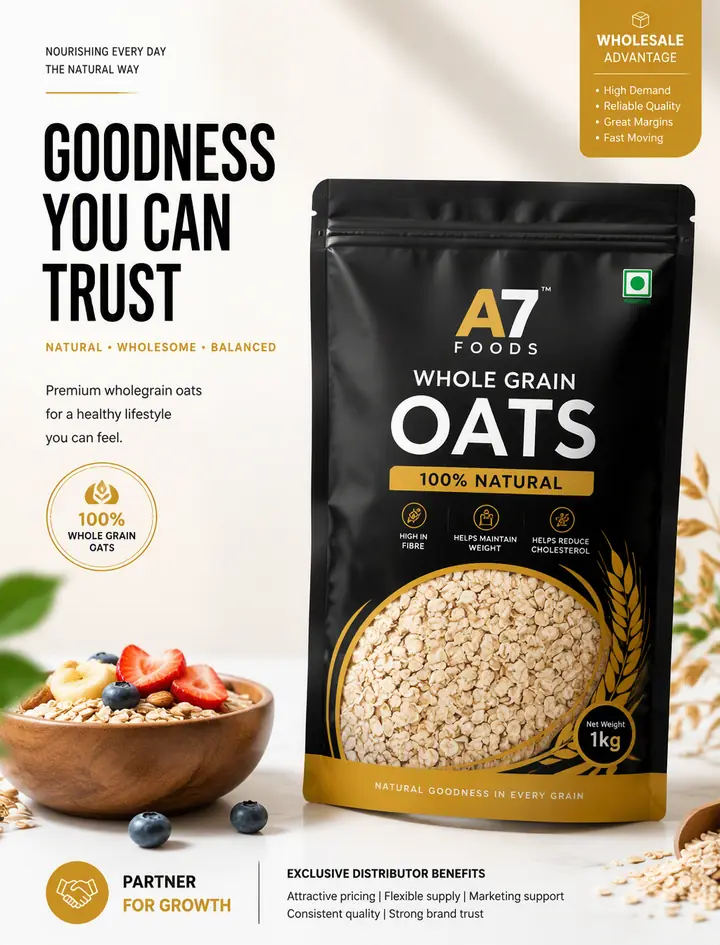 NOURISHING EVERY DAY
THE NATURAL WAY
GOODNESS
YOU CAN
TRUST
NATURAL • WHOLESOME • BALANCED
Premium wholegrain oats
for a healthy lifestyle
you can feel.
100%
WHOLE GRAIN
OATS
WHOLESALE
ADVANTAGE
• High Demand
• Reliable Quality
• Great Margins
• Fast Moving
A7™
FOODS
WHOLE GRAIN
OATS
100% NATURAL
HIGH IN
FIBRE
HELPS MAINTAIN
WEIGHT
HELPS REDUCE
CHOLESTEROL
Net Weight
1kg
NATURAL GOODNESS IN EVERY GRAIN
PARTNER
FOR GROWTH
EXCLUSIVE DISTRIBUTOR BENEFITS
Attractive pricing | Flexible supply | Marketing support
Consistent quality | Strong brand trust